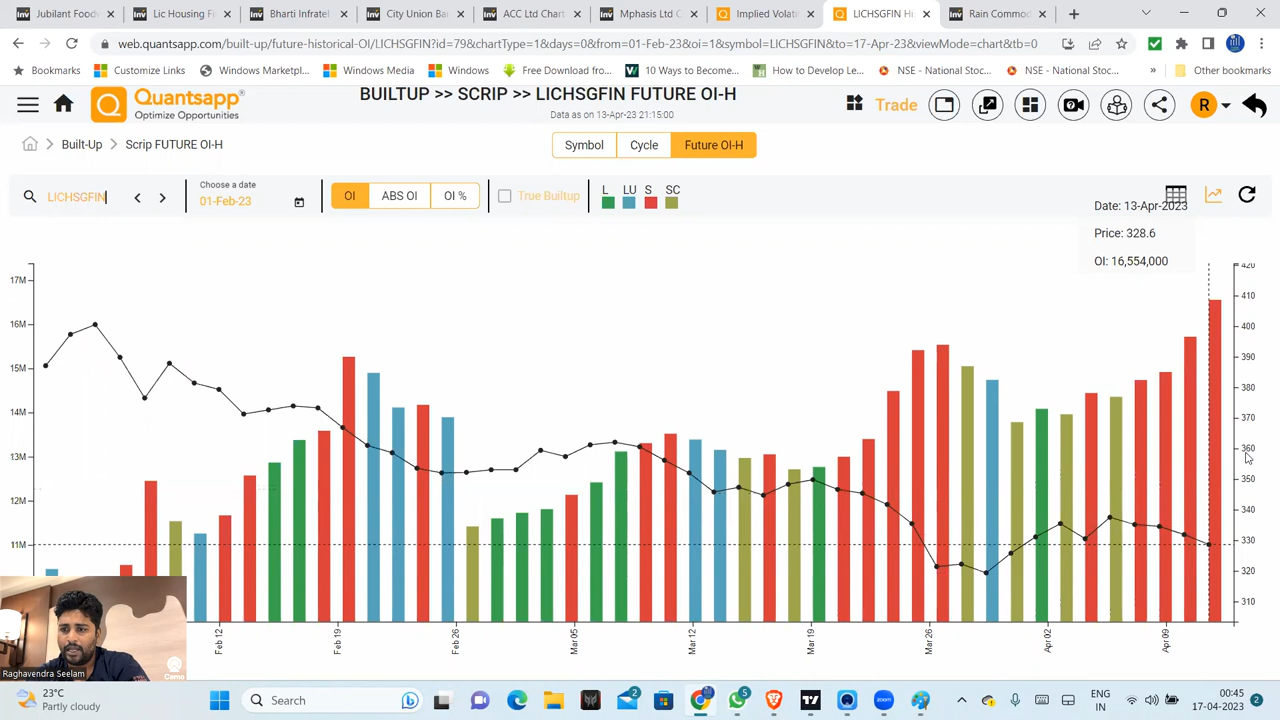 Jubilant Food:
Lic Housing Fi
Bharti Infratel
City Union Ba
ACC Ltd Chart
Mphasis Ltd C
Implied Volati
LICHSGFIN Hi
Rain Commod
web.quantsapp.com/built-up/future-historical-OI/LICHSGFIN?id=79&chartType=1&days=0&from=01-Feb-23&oi=1&symbol=LICHSGFIN&to=17-Apr-23&viewMode=chart&tb=0
Bookmarks
Customize Links
Windows Marketpl...
Windows Media
Windows
Free Download fro...
10 Ways to Become...
How to Develop Le...
NSE - National Stoc...
NSE - National Stoc...
»
Other bookmarks
Quantsapp
Optimize Opportunities
BUILTUP >> SCRIP >> LICHSGFIN FUTURE OI-H
Data as on 13-Apr-23 21:15:00
Trade
R
Built-Up
Scrip FUTURE OI-H
Symbol
Cycle
Future OI-H
LICHSGFIN
Choose a date
01-Feb-23
OI
ABS OI
OI %
True Builtup
L
LU
S
SC
Date: 13-Apr-2023
Price: 328.6
OI: 16,554,000
17M
16M
15M
14M
13M
12M
11M
420
410
400
390
380
370
360
350
340
330
320
310
Feb 12
Feb 19
Feb 26
Mar 05
Mar 12
Mar 19
Mar 26
Apr 02
Apr 09
Raghavendra Seelam
Camo
23°C
Partly cloudy
Search
2
5
ENG
IN
00:45
17-04-2023
2